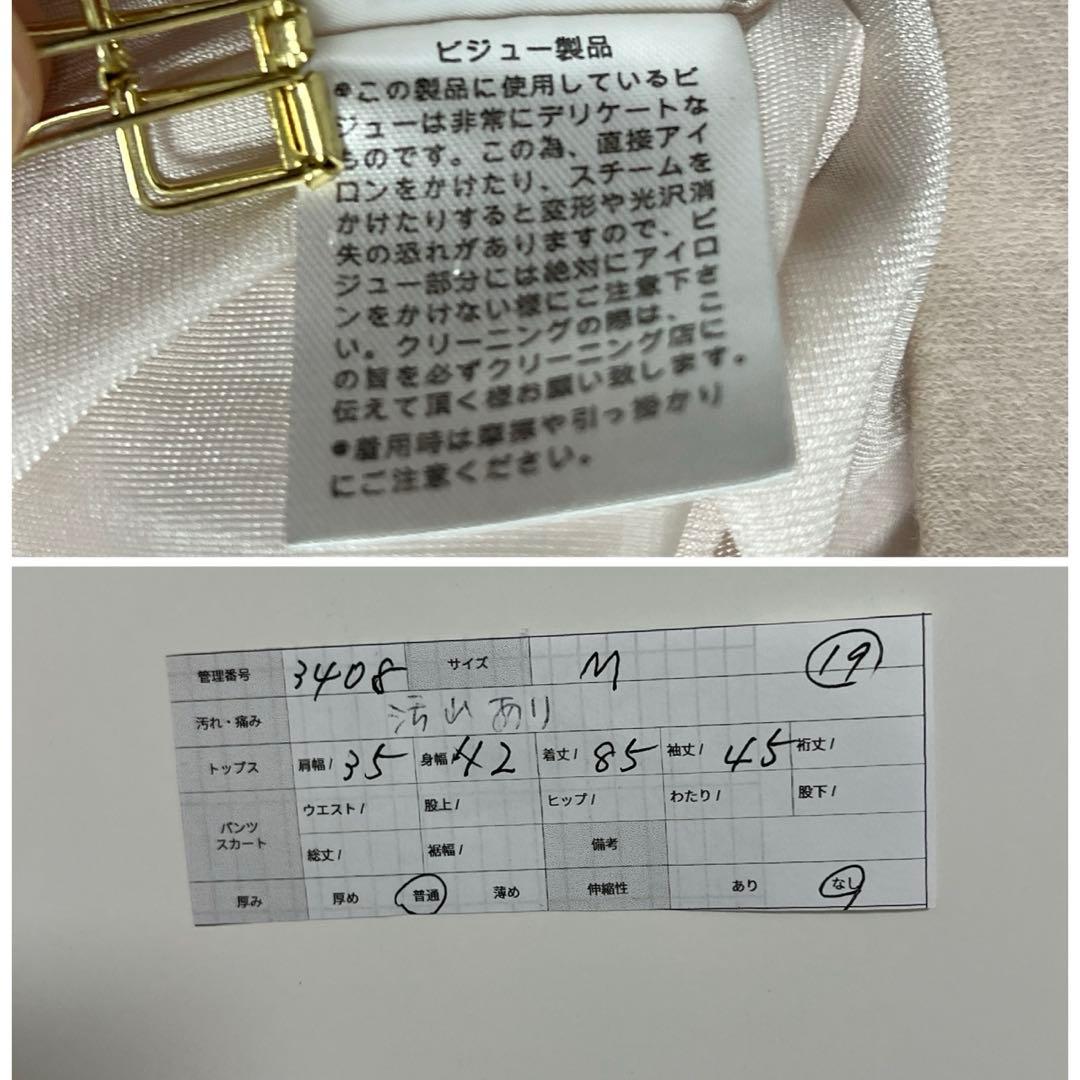 ビジュー製品
●この製品に使用しているビ
ジューは非常にデリケートな
ものです。この為、直接アイ
ロンをかけたり、スチームを
かけたりすると変形や光沢消
失の恐れがありますので、ビ
ジュー部分には絶対にアイロ
ンをかけない様にご注意下さ
い。クリーニングの際は、こ
の旨を必ずクリーニング店に
伝えて頂く様お願い致します。
●着用時は摩擦や引っ掛かり
にご注意ください。
管理番号 3408 サイズ M 19
汚れ・痛み あり
トップス 肩幅/ 35 身幅/ 42 着丈/ 85 袖丈/ 45 裄丈/
パンツ
スカート
ウエスト/ 股上/ ヒップ/ わたり/ 股下/
総丈/ 裾幅/ 備考
厚み 厚め 普通 薄め 伸縮性 あり なし